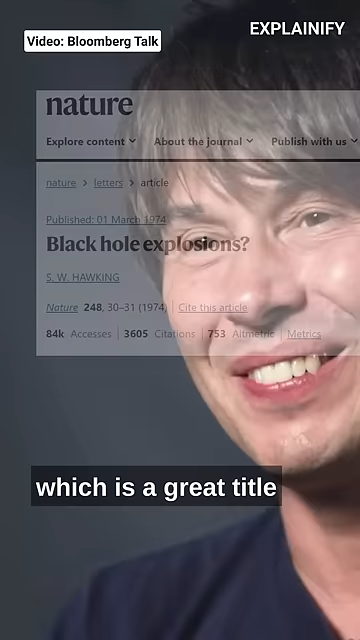 EXPLAINIFY
Video: Bloomberg Talk
nature
Explore content About the journal Publish with us
nature > letters > article
Published: 01 March 1974
Black hole explosions?
S. W. HAWKING
Nature 248, 30–31 (1974) | Cite this article
84k Accesses | 3605 Citations | 753 Altmetric | Metrics
which is a great title